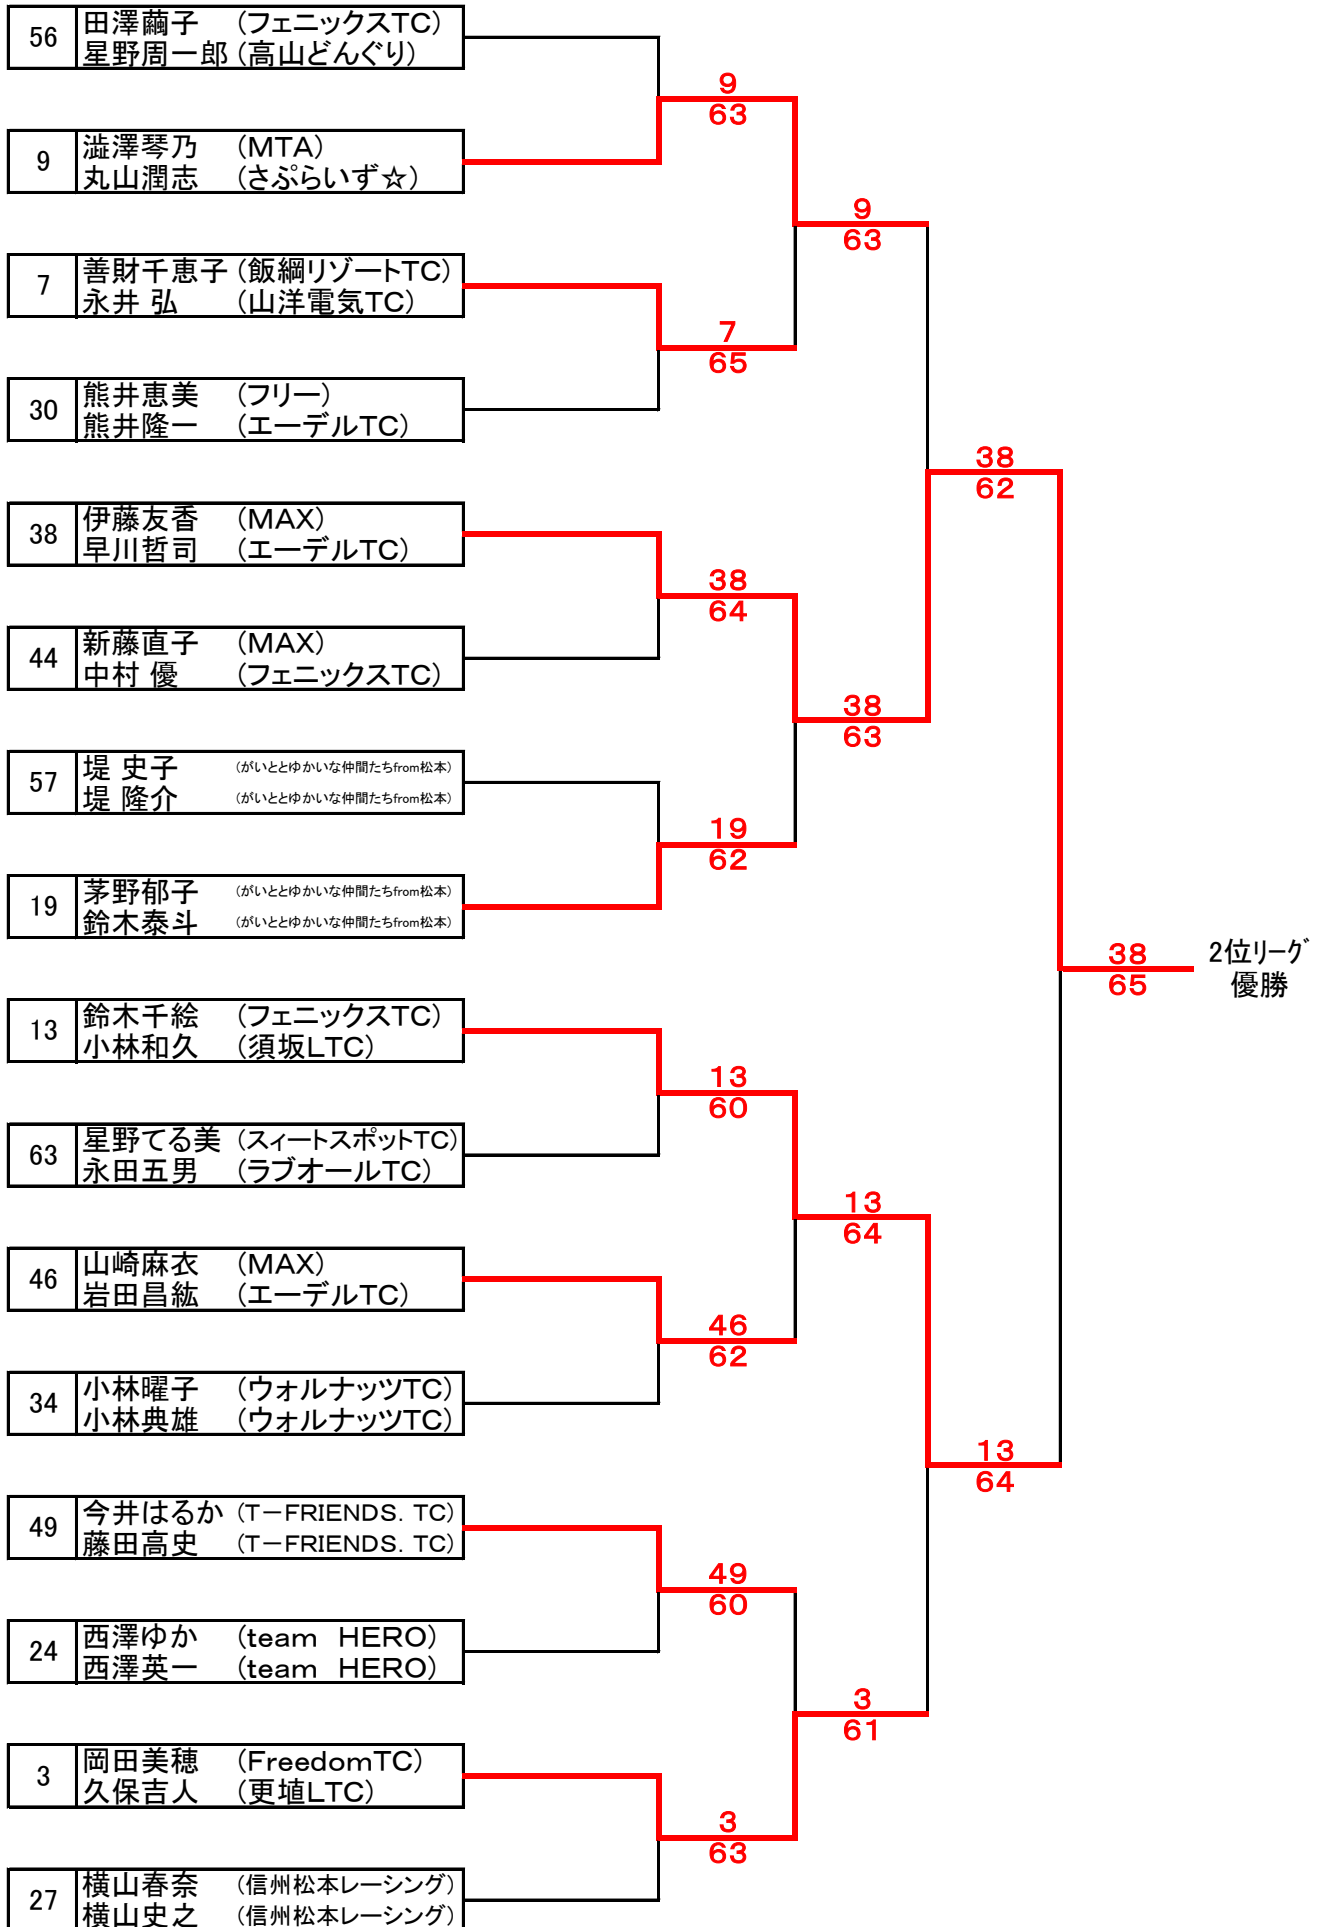 56 田澤繭子 (フェニックスTC)
星野周一郎 (高山どんぐり)
9
63
9 澁澤琴乃 (MTA)
丸山潤志 (さぷらいず☆)
9
63
7 善財千恵子 (飯綱リゾートTC)
永井 弘 (山洋電気TC)
7
65
30 熊井恵美 (フリー)
熊井隆一 (エーデルTC)
38
62
38 伊藤友香 (MAX)
早川哲司 (エーデルTC)
38
64
44 新藤直子 (MAX)
中村 優 (フェニックスTC)
38
63
57 堤 史子 (がいととゆかいな仲間たちfrom松本)
堤 隆介 (がいととゆかいな仲間たちfrom松本)
19
62
19 茅野郁子 (がいととゆかいな仲間たちfrom松本)
鈴木泰斗 (がいととゆかいな仲間たちfrom松本)
38 2位リーグ
65 優勝
13 鈴木千絵 (フェニックスTC)
小林和久 (須坂LTC)
13
60
63 星野てる美 (スィートスポットTC)
永田五男 (ラブオールTC)
13
64
46 山崎麻衣 (MAX)
岩田昌紘 (エーデルTC)
46
62
34 小林曜子 (ウォルナッツTC)
小林典雄 (ウォルナッツTC)
13
64
49 今井はるか (T-FRIENDS. TC)
藤田高史 (T-FRIENDS. TC)
49
60
24 西澤ゆか (team HERO)
西澤英一 (team HERO)
3
61
3 岡田美穂 (FreedomTC)
久保吉人 (更埴LTC)
3
63
27 横山春奈 (信州松本レーシング)
横山史之 (信州松本レーシング)